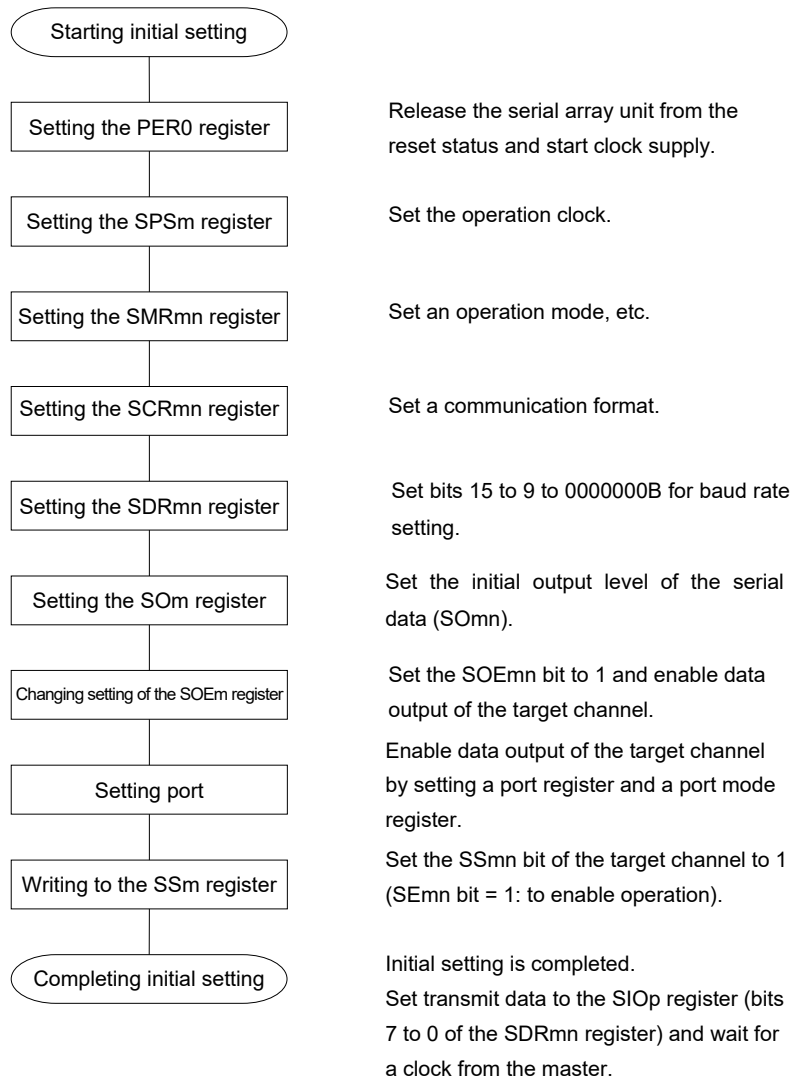 Starting initial setting
Setting the PER0 register
Release the serial array unit from the
reset status and start clock supply.
Setting the SPSm register
Set the operation clock.
Setting the SMRmn register
Set an operation mode, etc.
Setting the SCRmn register
Set a communication format.
Setting the SDRmn register
Set bits 15 to 9 to 0000000B for baud rate
setting.
Setting the SOm register
Set the initial output level of the serial
data (SOmn).
Changing setting of the SOEm register
Set the SOEmn bit to 1 and enable data
output of the target channel.
Setting port
Enable data output of the target channel
by setting a port register and a port mode
register.
Writing to the SSm register
Set the SSmn bit of the target channel to 1
(SEmn bit = 1: to enable operation).
Completing initial setting
Initial setting is completed.
Set transmit data to the SIOp register (bits
7 to 0 of the SDRmn register) and wait for
a clock from the master.